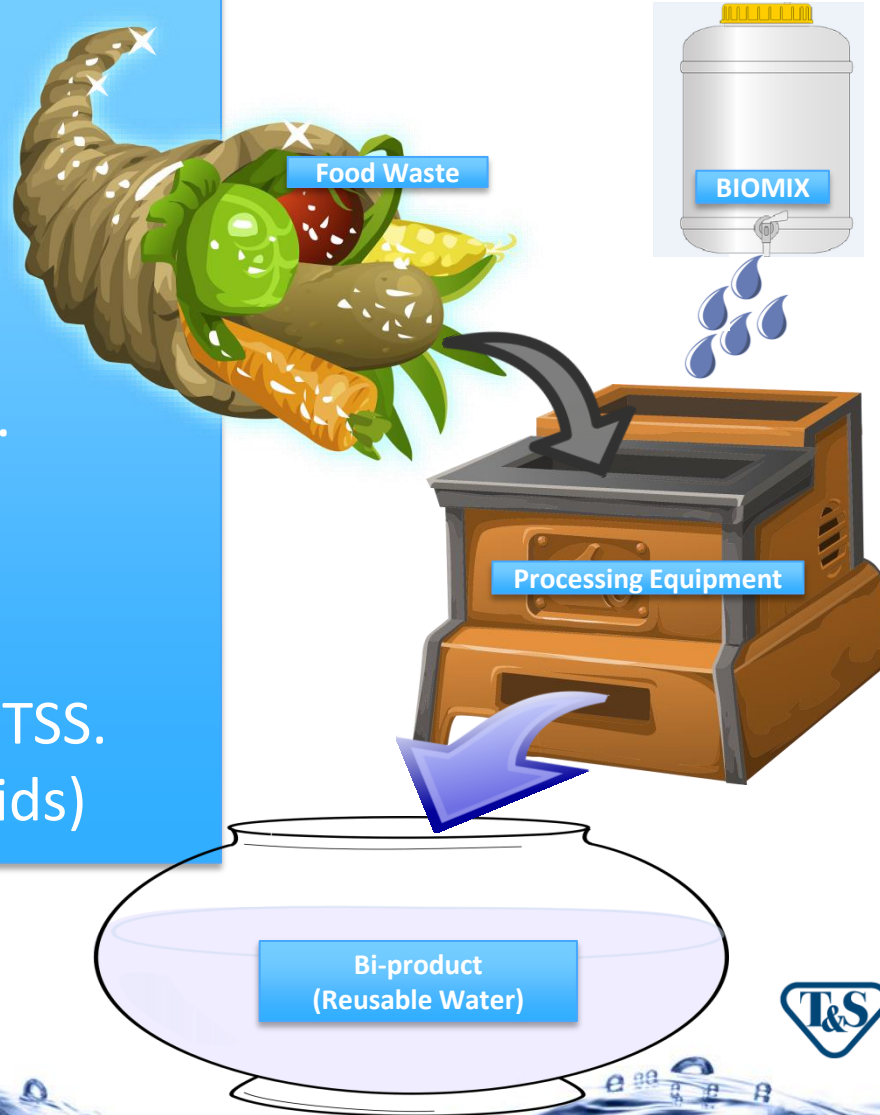 Food Waste
BIOMIX
.
Processing Equipment
TSS.
ids)
Bi-product
(Reusable Water)
T&S